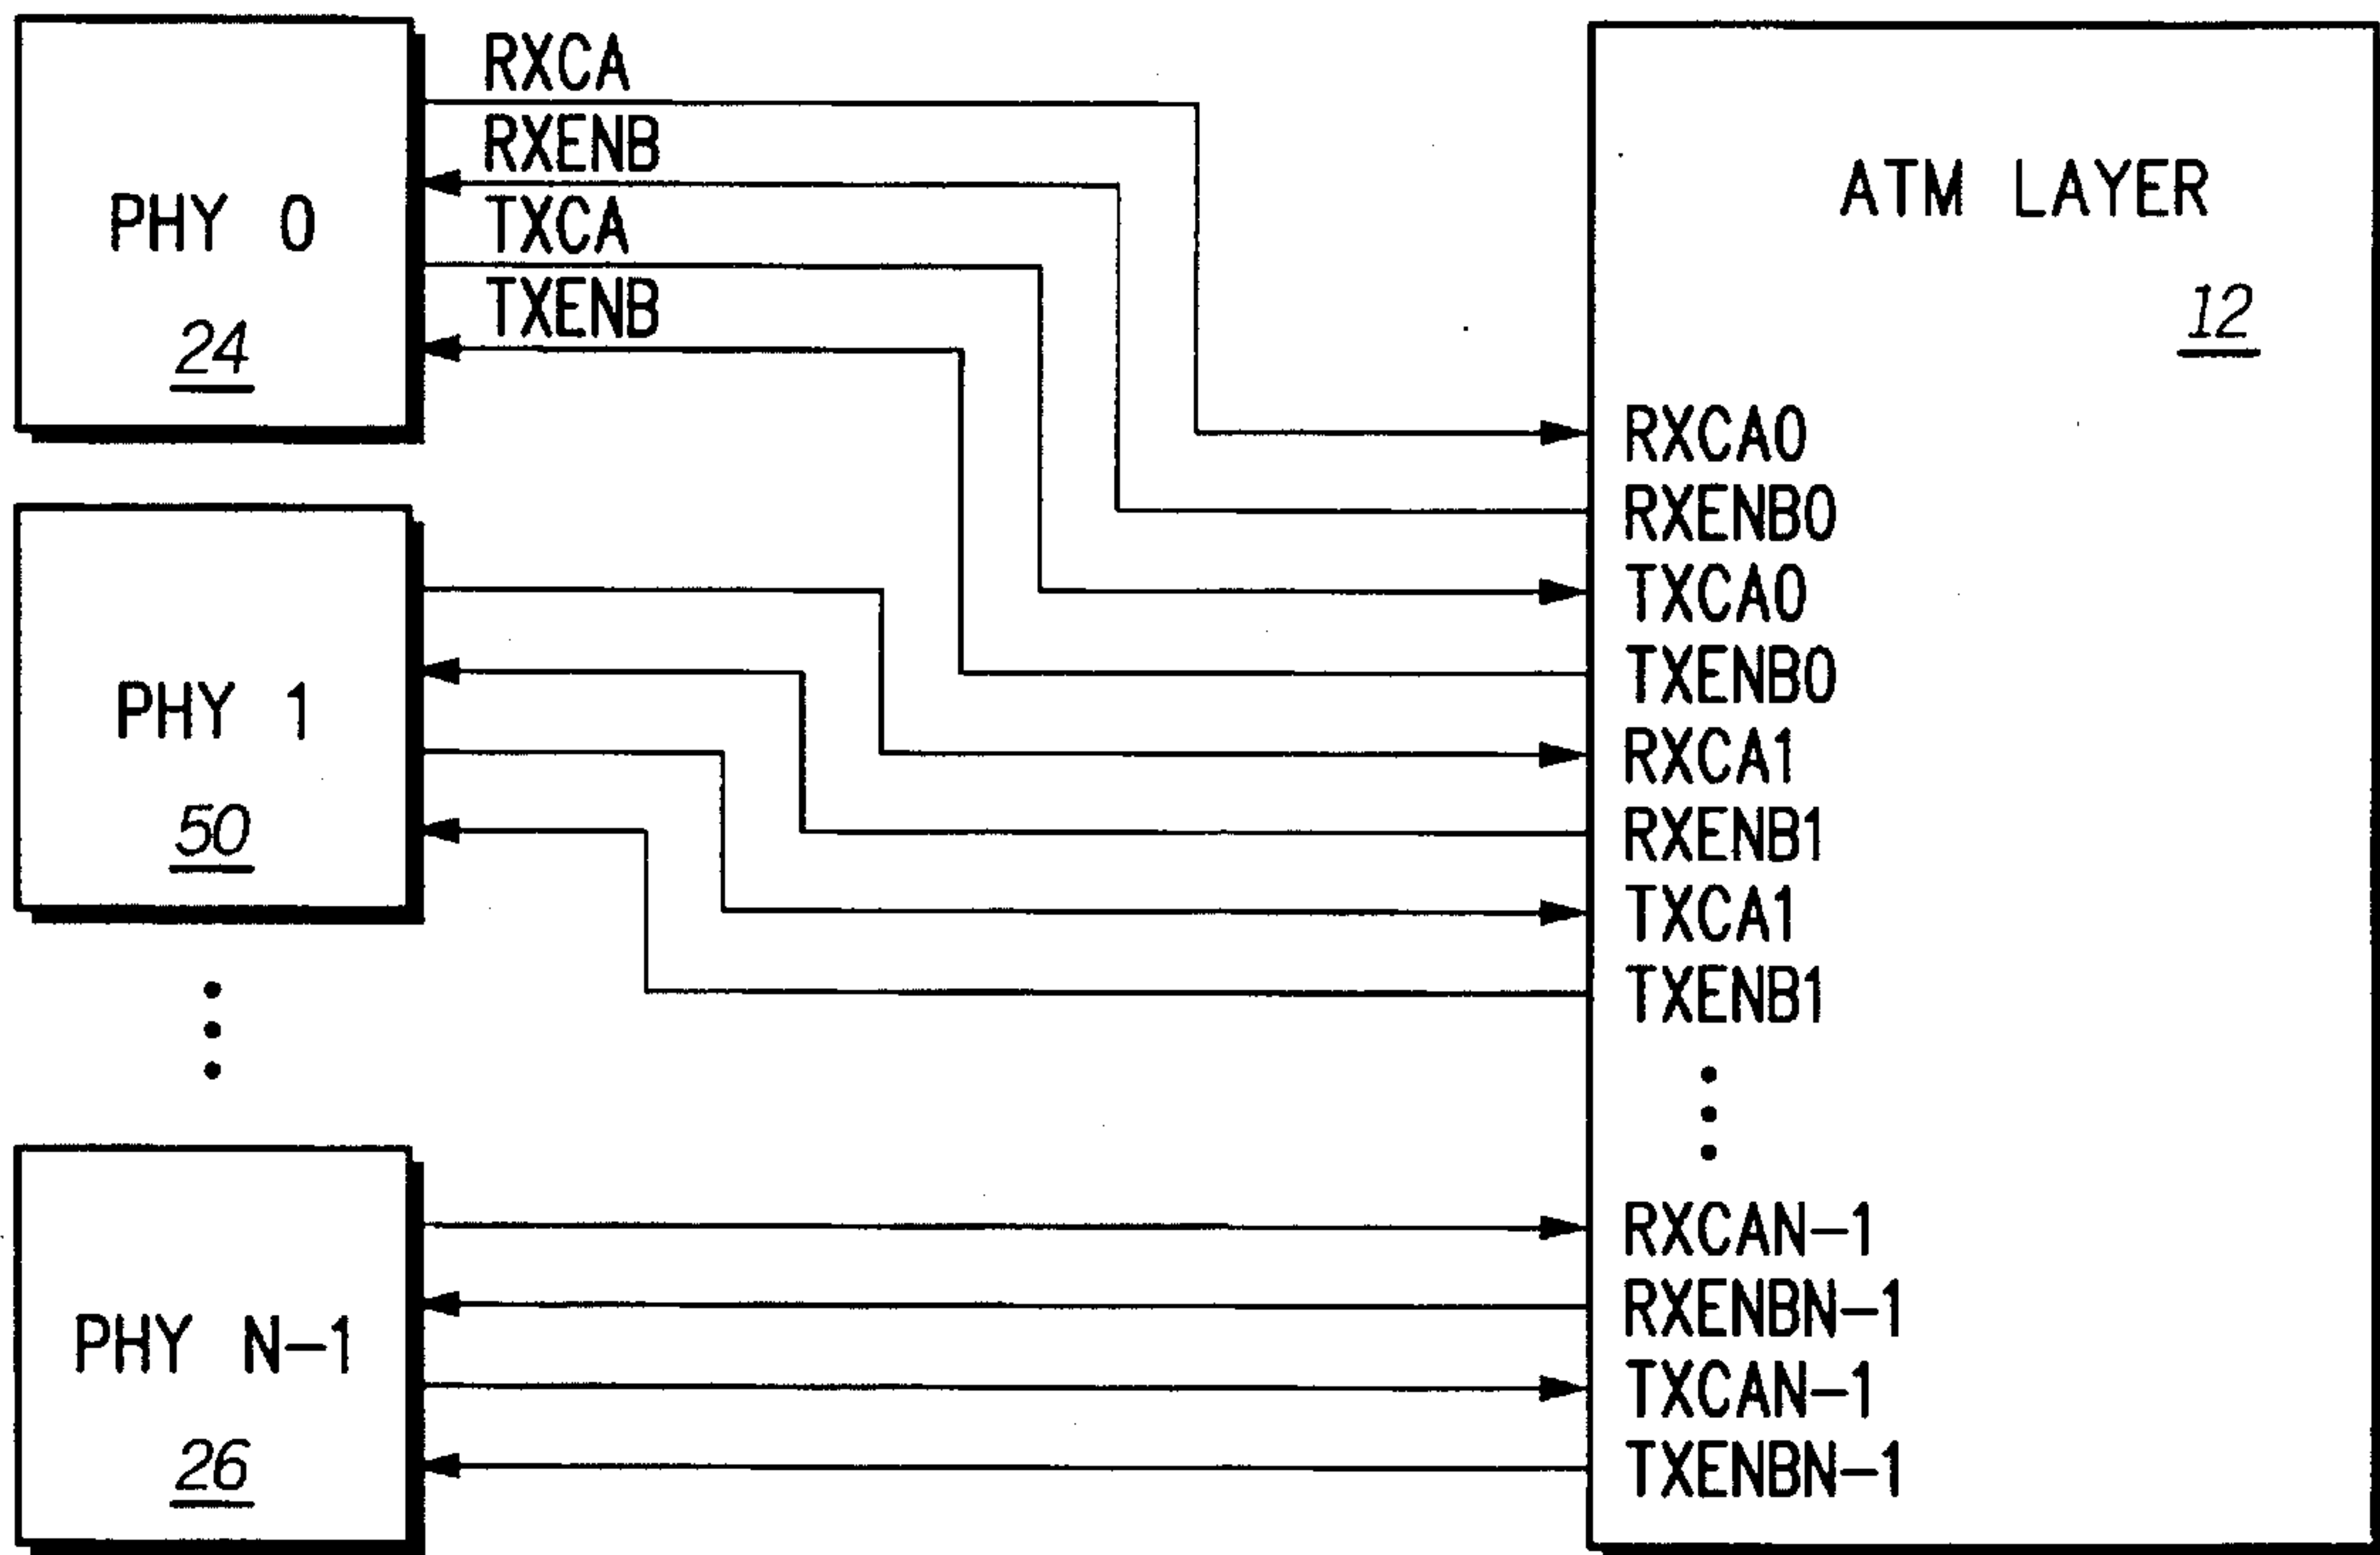 PHY 0
24
RXCA
RXENB
TXCA
TXENB
PHY 1
50
PHY N-1
26
ATM LAYER
12
RXCA0
RXENB0
TXCA0
TXENB0
RXCA1
RXENB1
TXCA1
TXENB1
RXCAN-1
RXENBN-1
TXCAN-1
TXENBN-1